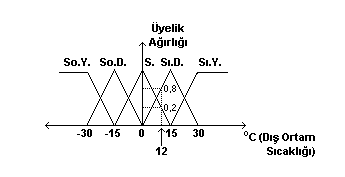 Üyelik
Ağırlığı
So.Y. So.D. S. Sı.D. Sı.Y.
0,8
0,2
-30 -15 0 15 30
°C (Dış Ortam
Sıcaklığı)
12